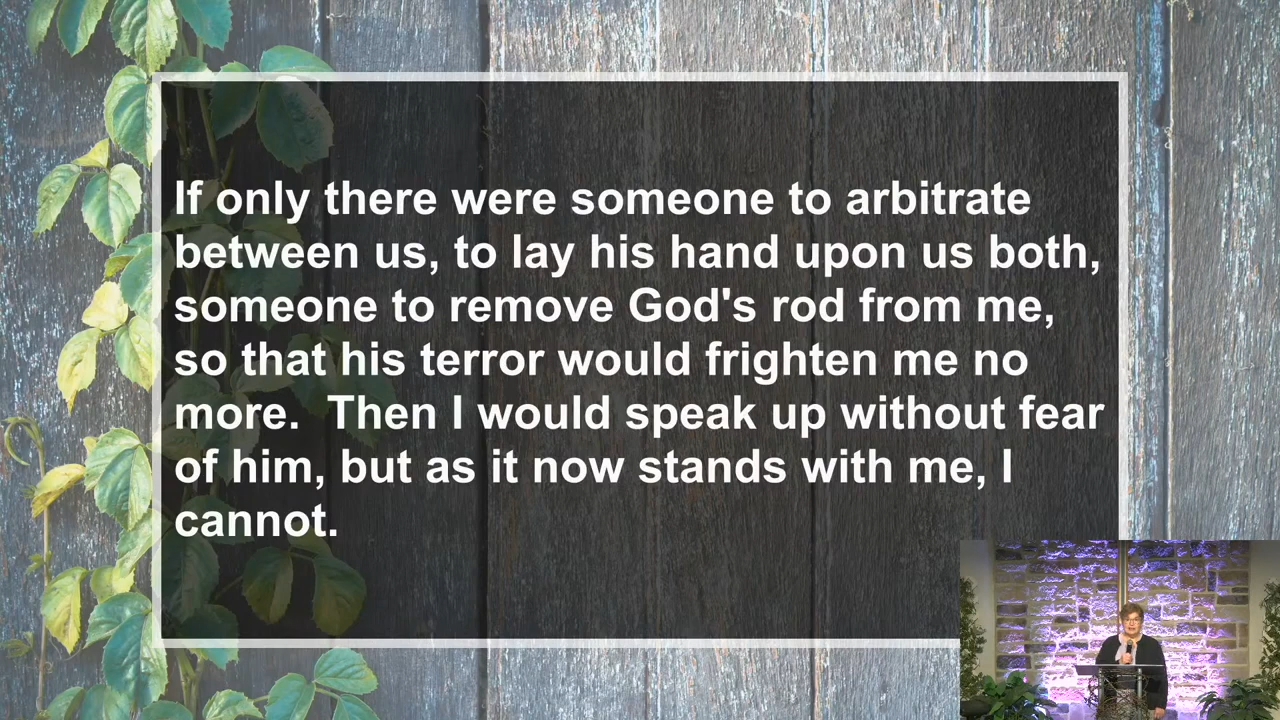 If only there were someone to arbitrate
between us, to lay his hand upon us both,
someone to remove God's rod from me,
so that his terror would frighten me no
more.  Then I would speak up without fear
of him, but as it now stands with me, I
cannot.